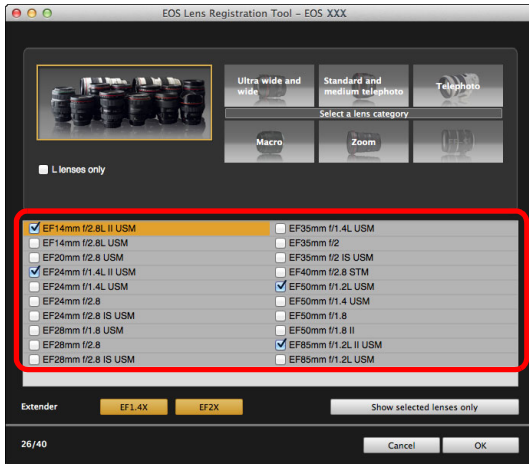 EOS Lens Registration Tool – EOS XXX
Ultra wide and
wide
Standard and
medium telephoto
Telephoto
Select a lens category
Macro
Zoom
L lenses only
EF14mm f/2.8L II USM
EF14mm f/2.8L USM
EF20mm f/2.8 USM
EF24mm f/1.4L II USM
EF24mm f/1.4L USM
EF24mm f/2.8
EF24mm f/2.8 IS USM
EF28mm f/1.8 USM
EF28mm f/2.8
EF28mm f/2.8 IS USM
EF35mm f/1.4L USM
EF35mm f/2
EF35mm f/2 IS USM
EF40mm f/2.8 STM
EF50mm f/1.2L USM
EF50mm f/1.4 USM
EF50mm f/1.8
EF50mm f/1.8 II
EF85mm f/1.2L II USM
EF85mm f/1.2L USM
Extender
EF1.4X
EF2X
Show selected lenses only
26/40
Cancel
OK